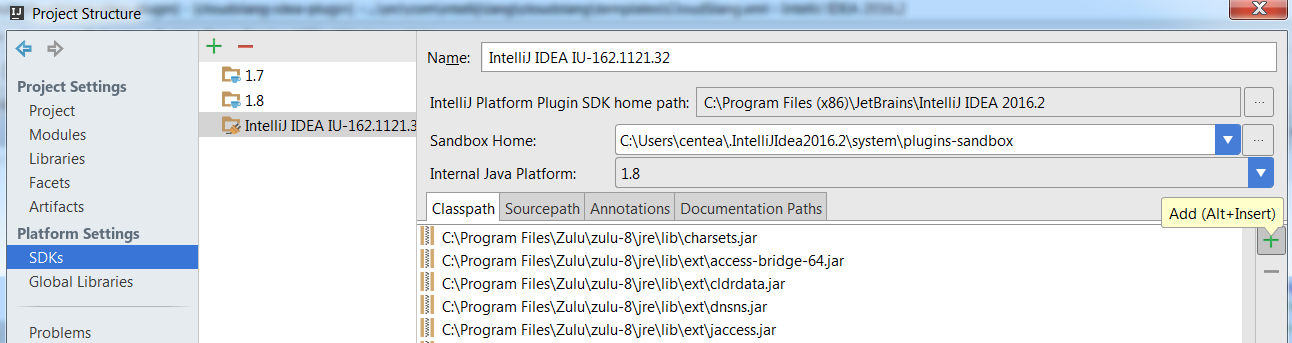 Project Structure
Project Settings
Project
Modules
Libraries
Facets
Artifacts
Platform Settings
SDKs
Global Libraries
Problems
1.7
1.8
IntelliJ IDEA IU-162.1121.3
Name: IntelliJ IDEA IU-162.1121.32
IntelliJ Platform Plugin SDK home path: C:\Program Files (x86)\JetBrains\IntelliJ IDEA 2016.2 ...
Sandbox Home: C:\Users\centea\.IntelliJIdea2016.2\system\plugins-sandbox ...
Internal Java Platform: 1.8
Classpath Sourcepath Annotations Documentation Paths
Add (Alt+Insert)
C:\Program Files\Zulu\zulu-8\jre\lib\charsets.jar
C:\Program Files\Zulu\zulu-8\jre\lib\ext\access-bridge-64.jar
C:\Program Files\Zulu\zulu-8\jre\lib\ext\cldrdata.jar
C:\Program Files\Zulu\zulu-8\jre\lib\ext\dnsns.jar
C:\Program Files\Zulu\zulu-8\jre\lib\ext\jaccess.jar